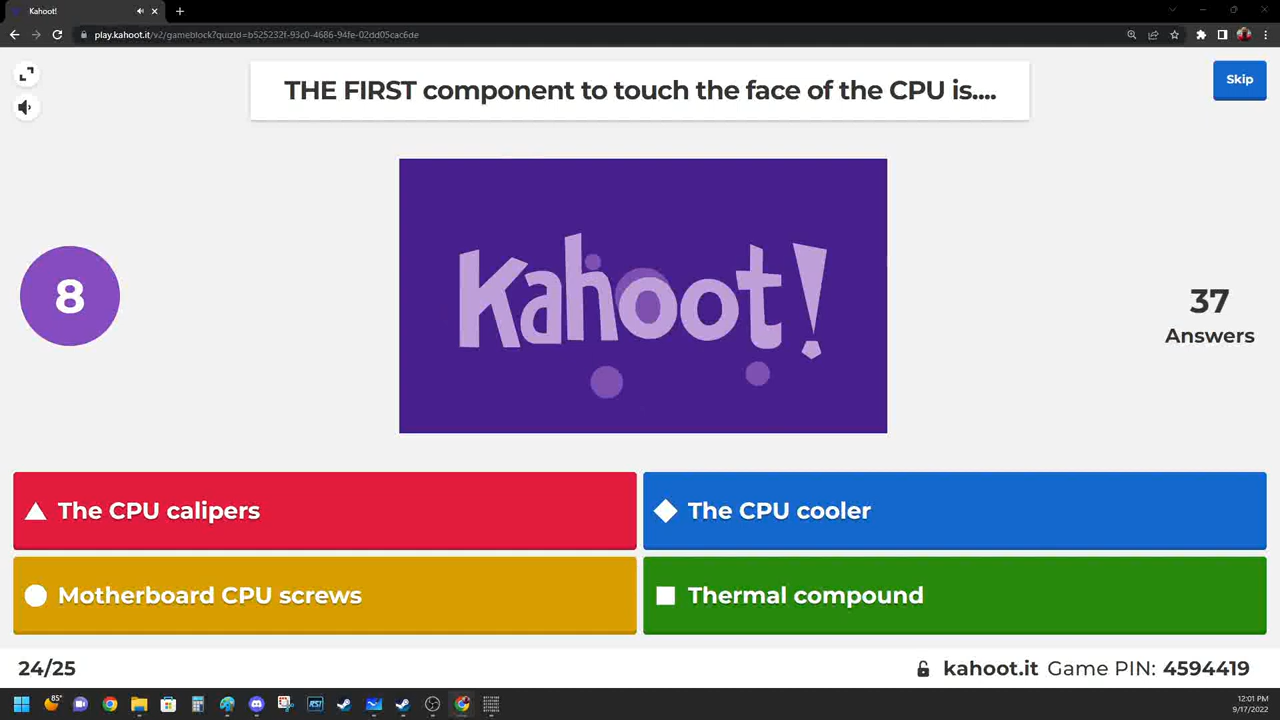 Kahoot!
play.kahoot.it/v2/gameblock?quizId=b525232f-93c0-4686-94fe-02dd05cac6de
THE FIRST component to touch the face of the CPU is....
Skip
8
Kahoot!
37
Answers
The CPU calipers
The CPU cooler
Motherboard CPU screws
Thermal compound
24/25
kahoot.it Game PIN: 4594419
85°
RSI
12:01 PM
9/17/2022